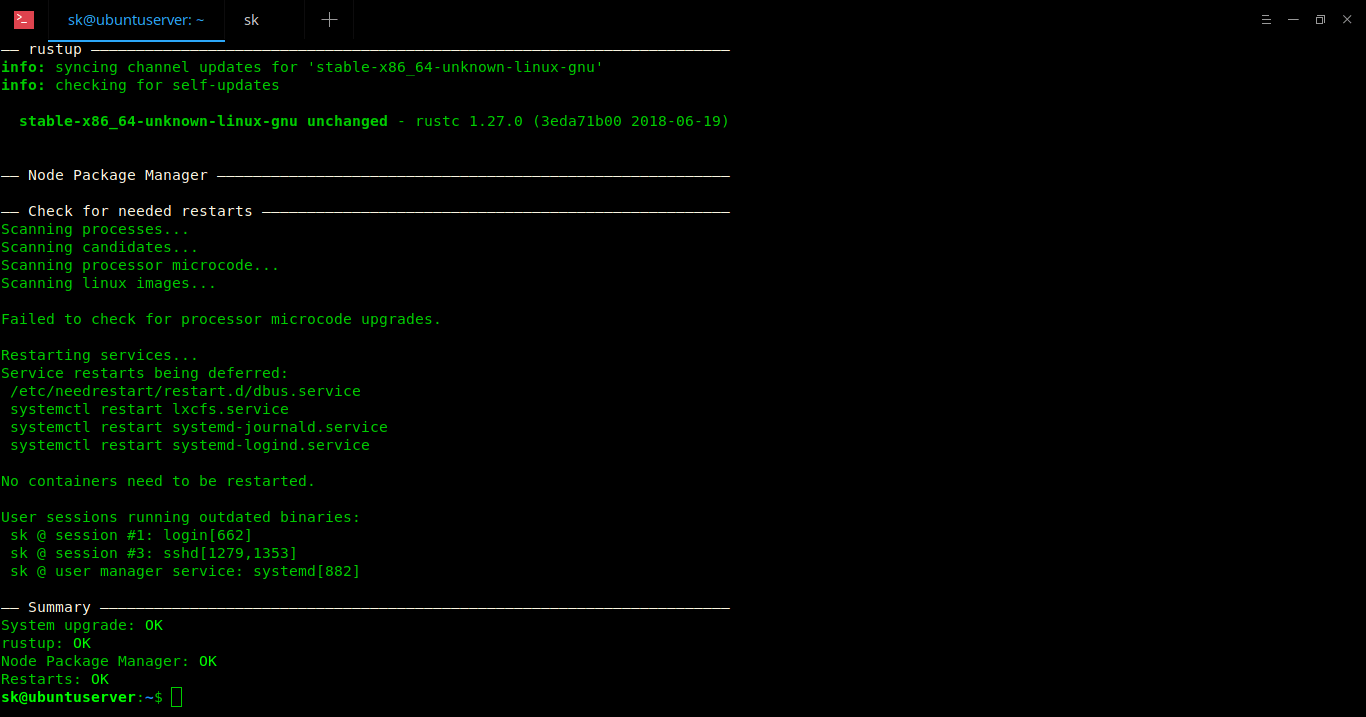 sk@ubuntuserver: ~ sk
―― rustup ―――――――――――――――――――――――――――――――――――――――――――――――――――――――――――――――――――――――
info: syncing channel updates for 'stable-x86_64-unknown-linux-gnu'
info: checking for self-updates
stable-x86_64-unknown-linux-gnu unchanged - rustc 1.27.0 (3eda71b00 2018-06-19)
―― Node Package Manager ―――――――――――――――――――――――――――――――――――――――――――――――――――――――――
―― Check for needed restarts ――――――――――――――――――――――――――――――――――――――――――――――――――――
Scanning processes...
Scanning candidates...
Scanning processor microcode...
Scanning linux images...
Failed to check for processor microcode upgrades.
Restarting services...
Service restarts being deferred:
/etc/needrestart/restart.d/dbus.service
systemctl restart lxcfs.service
systemctl restart systemd-journald.service
systemctl restart systemd-logind.service
No containers need to be restarted.
User sessions running outdated binaries:
sk @ session #1: login[662]
sk @ session #3: sshd[1279,1353]
sk @ user manager service: systemd[882]
―― Summary ――――――――――――――――――――――――――――――――――――――――――――――――――――――――――――――――――――――
System upgrade: OK
rustup: OK
Node Package Manager: OK
Restarts: OK
sk@ubuntuserver:~$